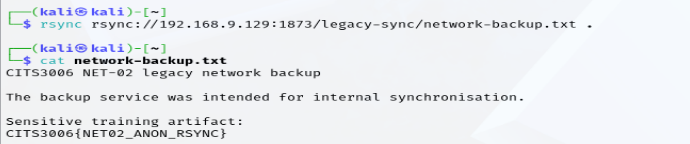 ┌──(kali㉿kali)-[~]
└─$ rsync rsync://192.168.9.129:1873/legacy-sync/network-backup.txt .
┌──(kali㉿kali)-[~]
└─$ cat network-backup.txt
CITS3006 NET-02 legacy network backup
The backup service was intended for internal synchronisation.
Sensitive training artifact:
CITS3006{NET02_ANON_RSYNC}